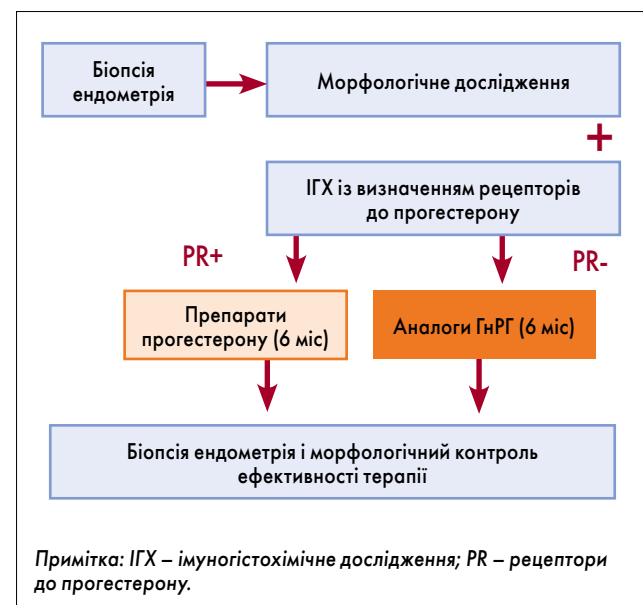 Біопсія
ендометрія
Морфологічне дослідження
+
ІГХ із визначенням рецепторів
до прогестерону
PR+
PR-
Препарати
прогестерону (6 міс)
Аналоги ГнРГ (6 міс)
Біопсія ендометрія і морфологічний контроль
ефективності терапії
Примітка: ІГХ – імуногістохімічне дослідження; PR – рецептори
до прогестерону.